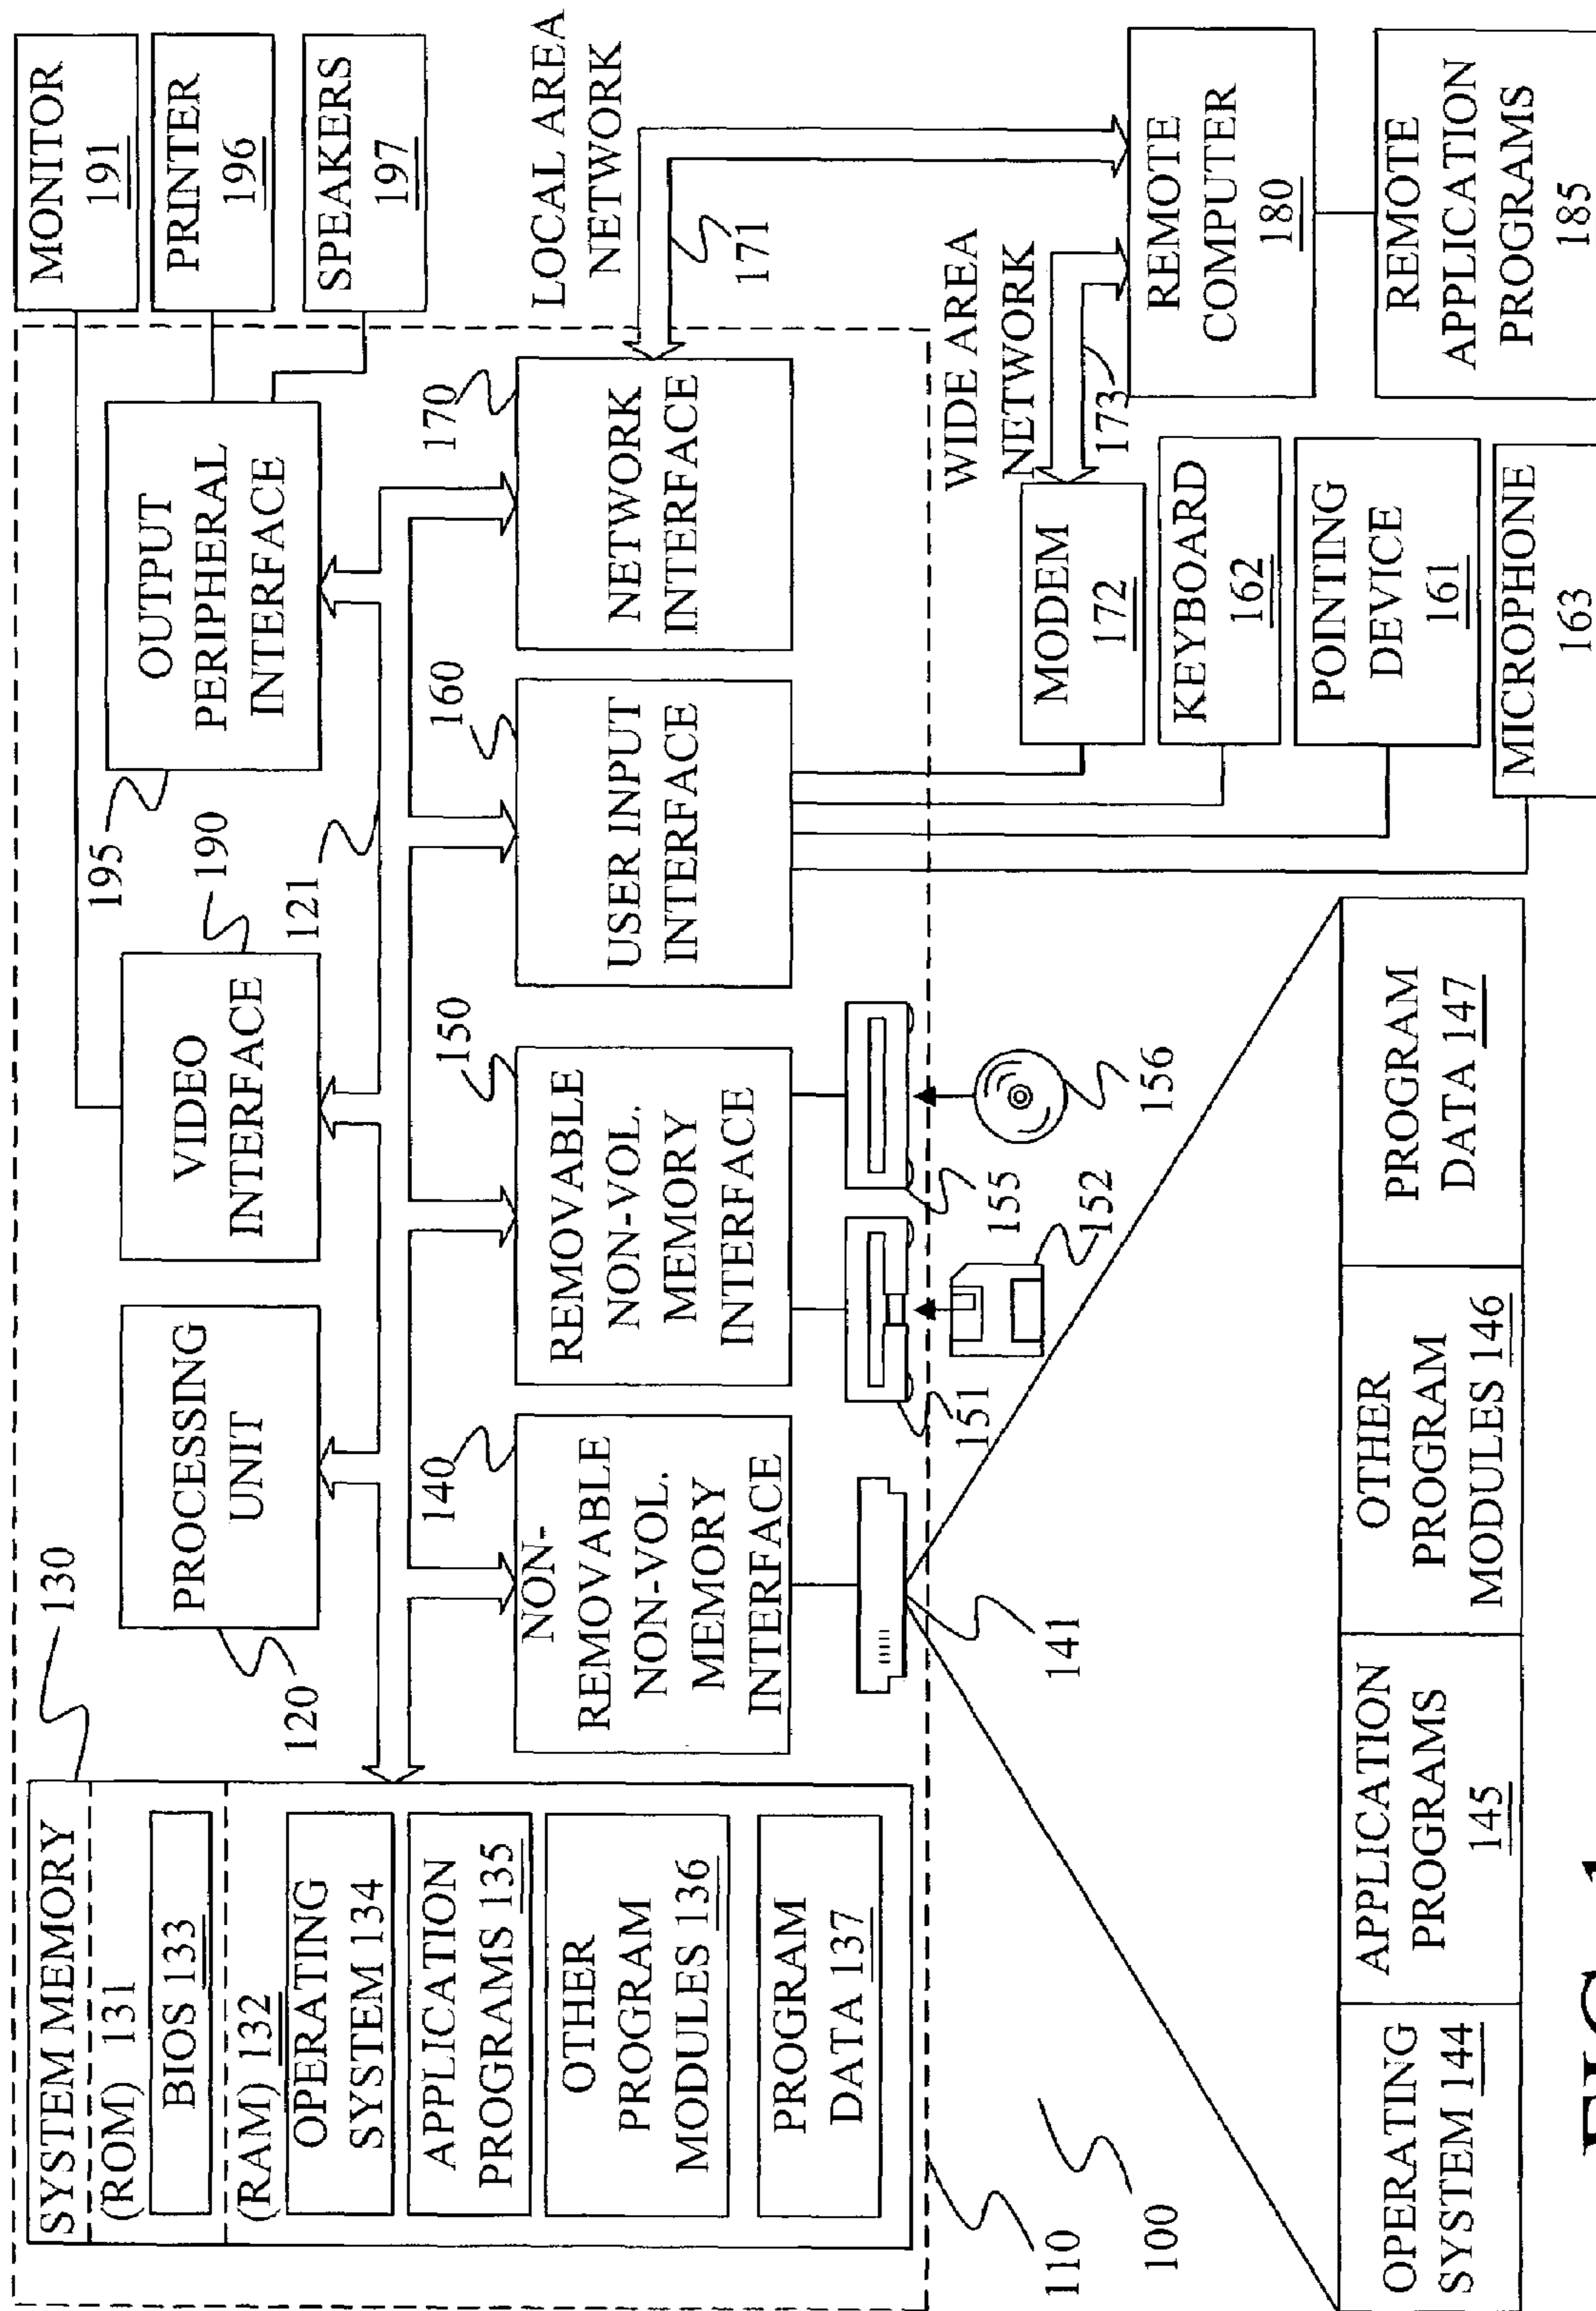 SYSTEM MEMORY
(ROM) 131
BIOS 133
(RAM) 132
OPERATING
SYSTEM 134
APPLICATION
PROGRAMS 135
OTHER
PROGRAM
MODULES 136
PROGRAM
DATA 137
130
PROCESSING
UNIT
120
VIDEO
INTERFACE
190
121
OUTPUT
PERIPHERAL
INTERFACE
195
MONITOR
191
PRINTER
196
SPEAKERS
197
140
NON-
REMOVABLE
NON-VOL.
MEMORY
INTERFACE
150
REMOVABLE
NON-VOL.
MEMORY
INTERFACE
160
USER INPUT
INTERFACE
170
NETWORK
INTERFACE
LOCAL AREA
NETWORK
171
WIDE AREA
NETWORK
173
141
151
155
152
156
MODEM
172
KEYBOARD
162
POINTING
DEVICE
161
MICROPHONE
163
REMOTE
COMPUTER
180
REMOTE
APPLICATION
PROGRAMS
185
110
100
OPERATING
SYSTEM 144
APPLICATION
PROGRAMS
145
OTHER
PROGRAM
MODULES 146
PROGRAM
DATA 147